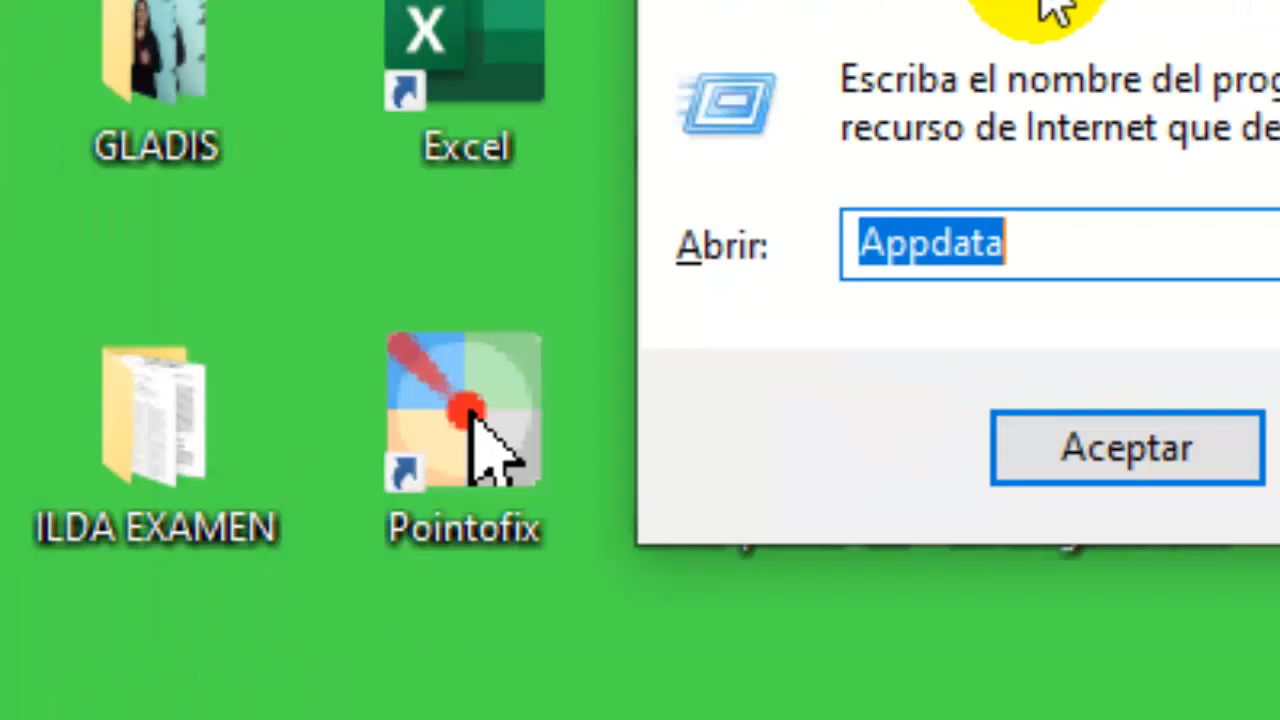 GLADIS
Excel
Escriba el nombre del prog
recurso de Internet que de
Abrir:
Appdata
Aceptar
ILDA EXAMEN
Pointofix